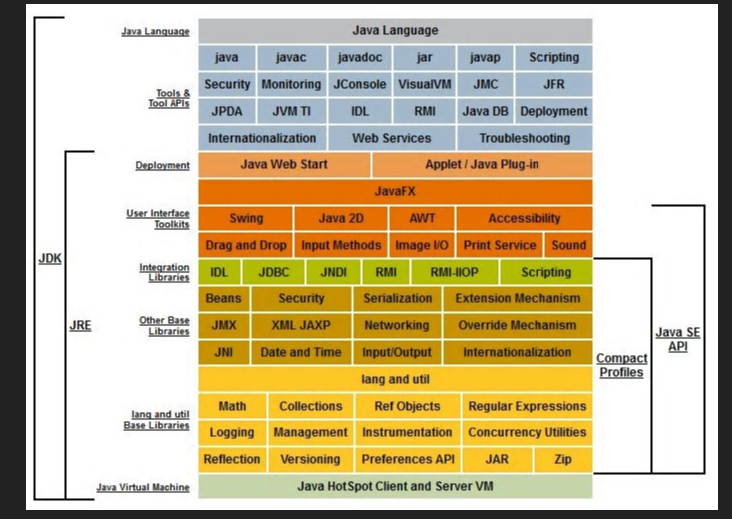 Java Language
Java Language
java javac javadoc jar javap Scripting
Tools & Tool APIs
Security Monitoring JConsole VisualVM JMC JFR
JPDA JVM TI IDL RMI Java DB Deployment
Internationalization Web Services Troubleshooting
Deployment
Java Web Start Applet / Java Plug-in
JavaFX
User Interface Toolkits
Swing Java 2D AWT Accessibility
Drag and Drop Input Methods Image I/O Print Service Sound
Integration Libraries
IDL JDBC JNDI RMI RMI-IIOP Scripting
Other Base Libraries
Beans Security Serialization Extension Mechanism
JMX XML JAXP Networking Override Mechanism
JNI Date and Time Input/Output Internationalization
lang and util
lang and util Base Libraries
Math Collections Ref Objects Regular Expressions
Logging Management Instrumentation Concurrency Utilities
Reflection Versioning Preferences API JAR Zip
Java Virtual Machine
Java HotSpot Client and Server VM
JDK
JRE
Compact Profiles
Java SE API